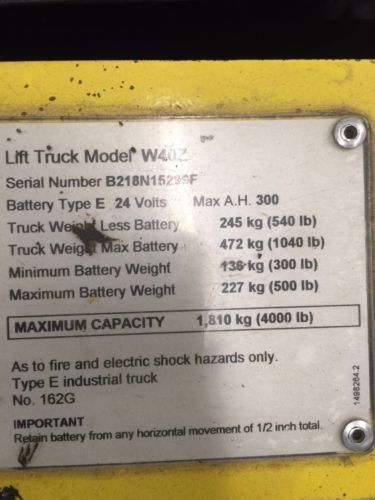 Lift Truck Model W40Z
Serial Number B218N15299F
Battery Type E 24 Volts Max A.H. 300
Truck Weight Less Battery 245 kg (540 lb)
Truck Weight Max Battery 472 kg (1040 lb)
Minimum Battery Weight 136 kg (300 lb)
Maximum Battery Weight 227 kg (500 lb)
MAXIMUM CAPACITY 1,810 kg (4000 lb)
As to fire and electric shock hazards only.
Type E industrial truck
No. 162G
IMPORTANT
Retain battery from any horizontal movement of 1/2 inch total.
1498264 2